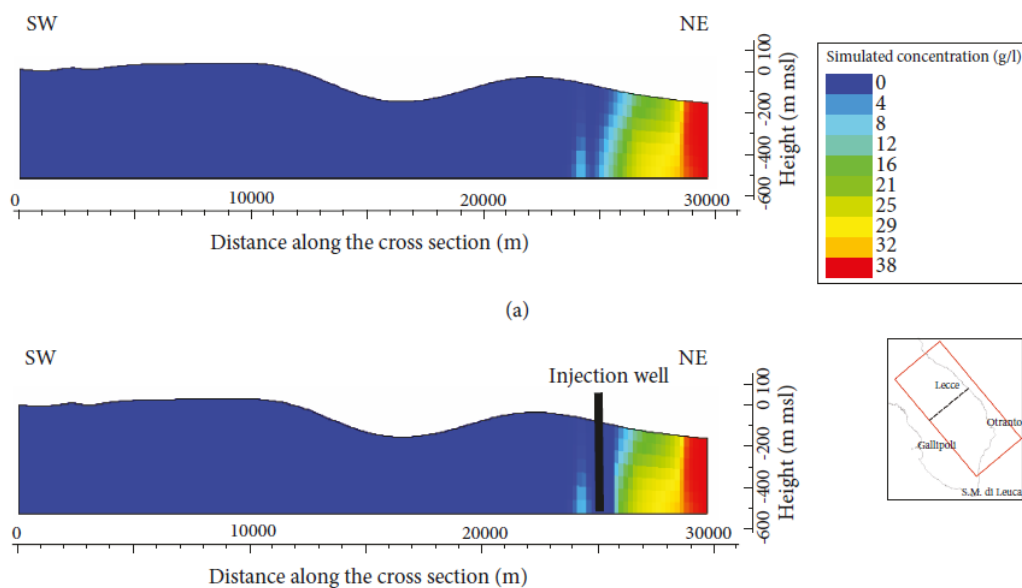 SW
NE
100
0
-200
-400
-600
Height (m msl)
0
10000
20000
30000
Distance along the cross section (m)
Simulated concentration (g/l)
0
4
8
12
16
21
25
29
32
38
(a)
SW
NE
Injection well
100
0
-200
-400
-600
Height (m msl)
0
10000
20000
30000
Distance along the cross section (m)
Lecce
Otranto
Gallipoli
S.M. di Leuca